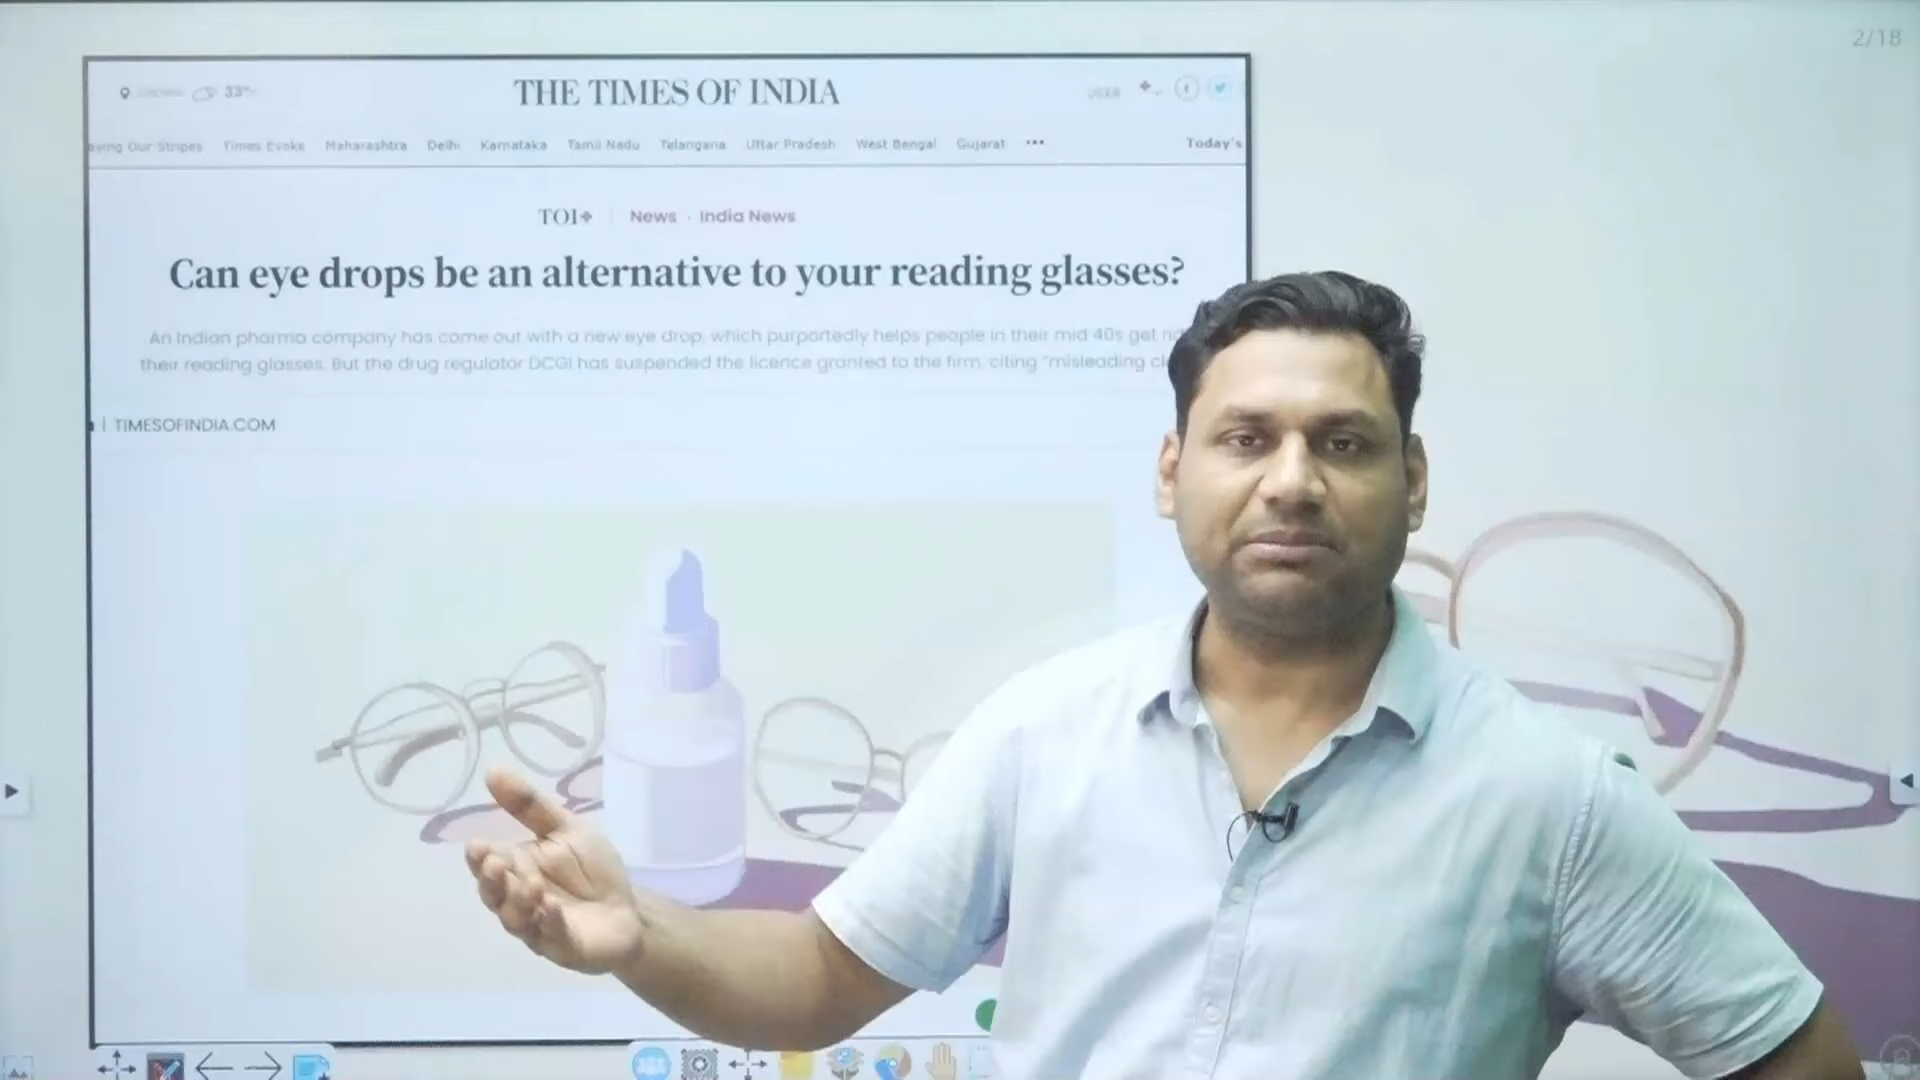 2/18
33°
THE TIMES OF INDIA
Our Stripes Times Evoke Maharashtra Delhi Karnataka Tamil Nadu Telangana Uttar Pradesh West Bengal Gujarat ••• Today's
TOI+ | News · India News
Can eye drops be an alternative to your reading glasses?
An Indian pharma company has come out with a new eye drop, which purportedly helps people in their mid 40s get
their reading glasses. But the drug regulator DCGI has suspended the licence granted to the firm, citing "misleading
| TIMESOFINDIA.COM